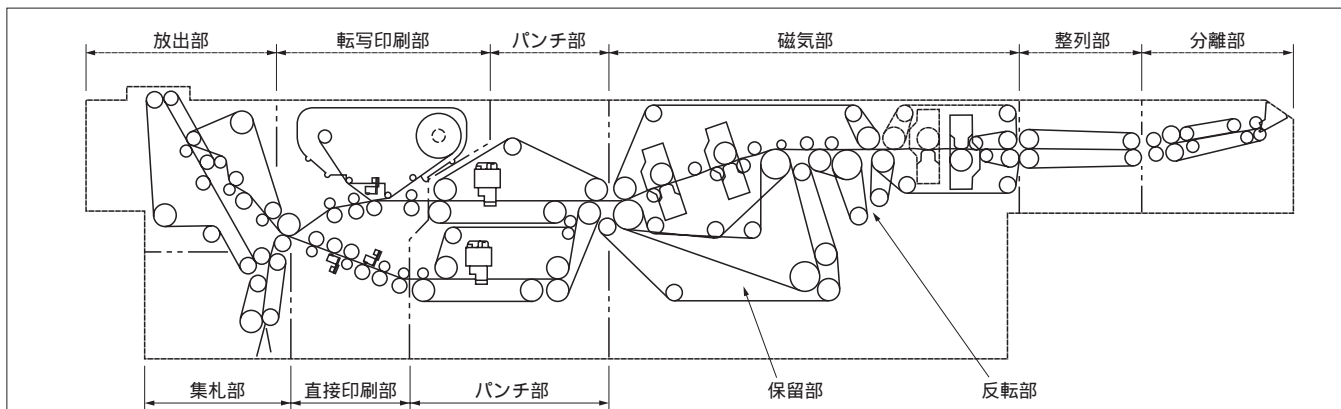 放出部
転写印刷部
パンチ部
磁気部
整列部
分離部
保留部
反転部
集札部
直接印刷部
パンチ部